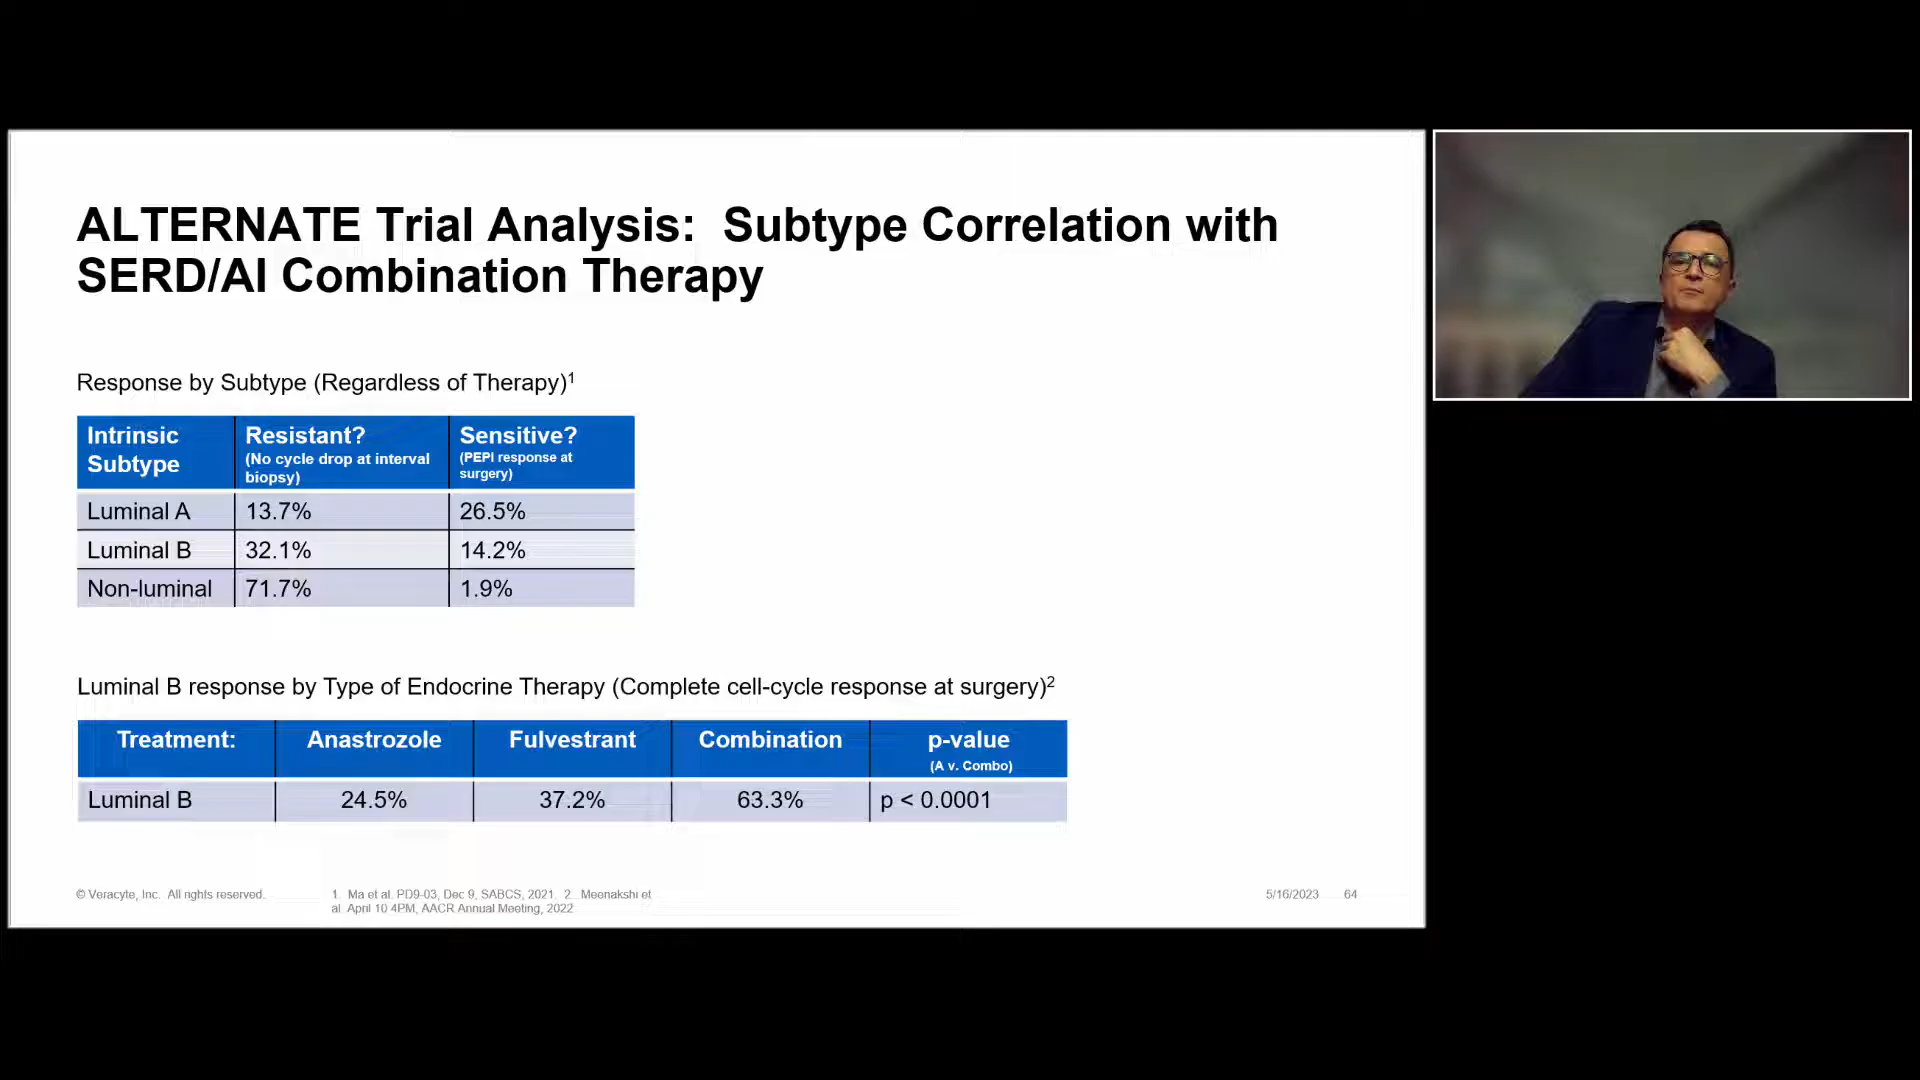 ALTERNATE Trial Analysis: Subtype Correlation with
SERD/AI Combination Therapy
Response by Subtype (Regardless of Therapy)1
Intrinsic Subtype
Resistant?
(No cycle drop at interval biopsy)
Sensitive?
(PEPI response at surgery)
Luminal A 13.7% 26.5%
Luminal B 32.1% 14.2%
Non-luminal 71.7% 1.9%
Luminal B response by Type of Endocrine Therapy (Complete cell-cycle response at surgery)2
Treatment: Anastrozole Fulvestrant Combination p-value
(A v. Combo)
Luminal B 24.5% 37.2% 63.3% p < 0.0001
© Veracyte, Inc. All rights reserved.
1. Ma et al. PD9-03, Dec 9, SABCS, 2021. 2. Meenakshi et
al. April 10 4PM, AACR Annual Meeting, 2022
5/16/2023 64